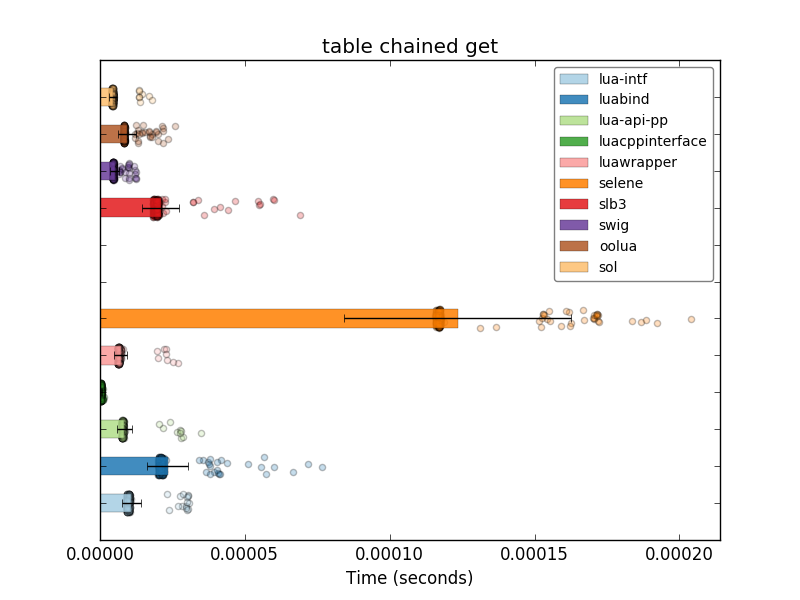 table chained get
lua-intf
luabind
lua-api-pp
luacppinterface
luawrapper
selene
slb3
swig
oolua
sol
0.00000 0.00005 0.00010 0.00015 0.00020
Time (seconds)